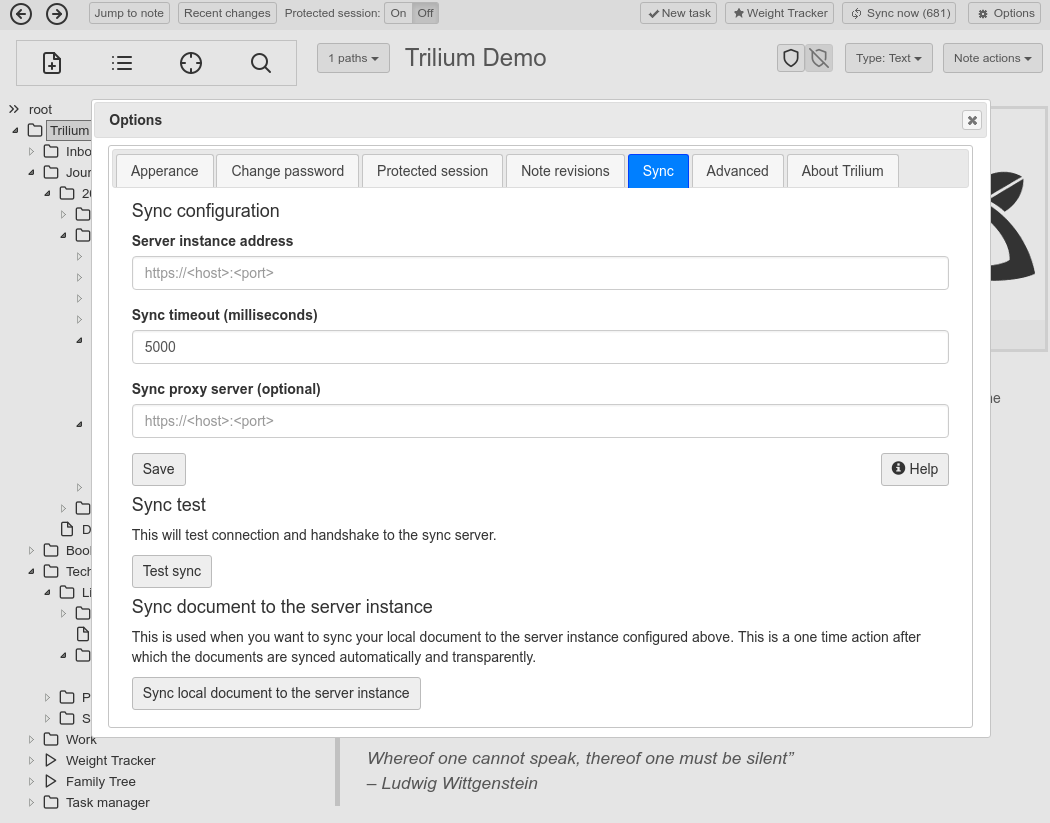 Jump to note Recent changes Protected session: On Off New task Weight Tracker Sync now (681) Options
1 paths Trilium Demo Type: Text Note actions
root
Trilium
Options
Apperance Change password Protected session Note revisions Sync Advanced About Trilium
Sync configuration
Server instance address
https://<host>:<port>
Sync timeout (milliseconds)
5000
Sync proxy server (optional)
https://<host>:<port>
Save Help
Sync test
This will test connection and handshake to the sync server.
Test sync
Sync document to the server instance
This is used when you want to sync your local document to the server instance configured above. This is a one time action after
which the documents are synced automatically and transparently.
Sync local document to the server instance
Work
Weight Tracker
Family Tree
Task manager
Whereof one cannot speak, thereof one must be silent”
– Ludwig Wittgenstein